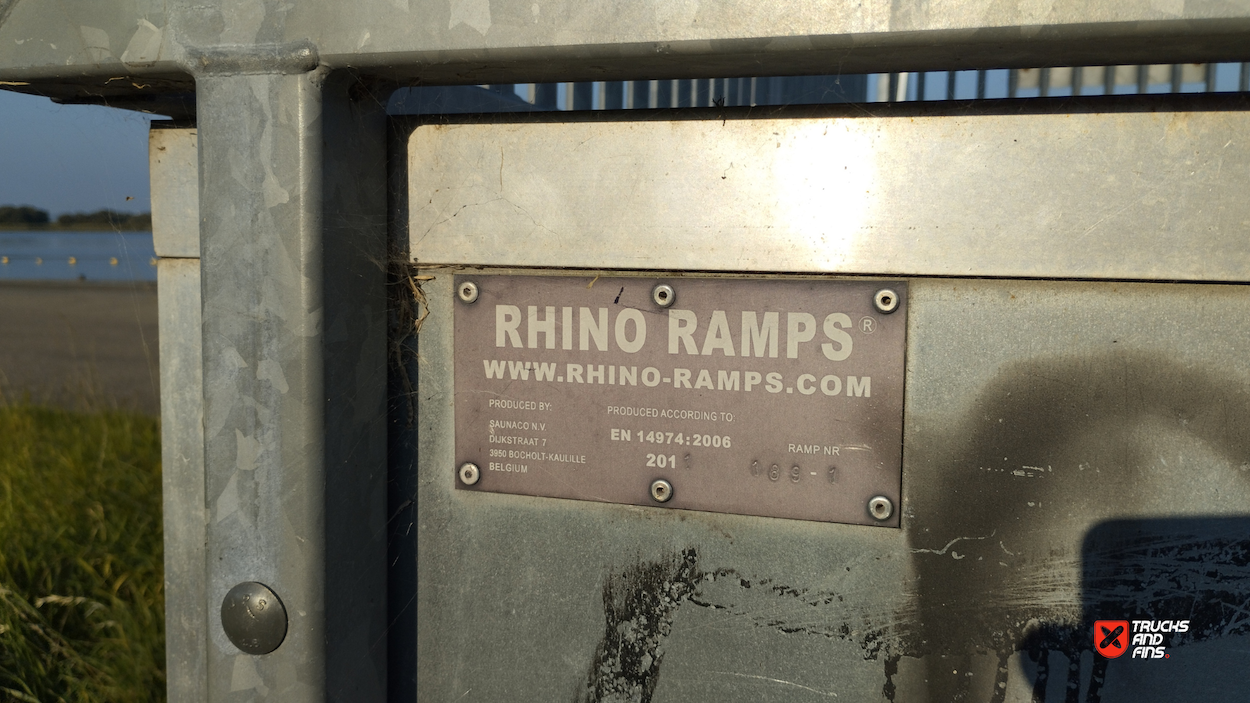 RHINO RAMPS®
WWW.RHINO-RAMPS.COM
PRODUCED BY:
SAUNACO N.V.
DIJKSTRAAT 7
3950 BOCHOLT-KAULILLE
BELGIUM
PRODUCED ACCORDING TO:
EN 14974:2006
201
RAMP NR
TRUCKS
AND
FINS